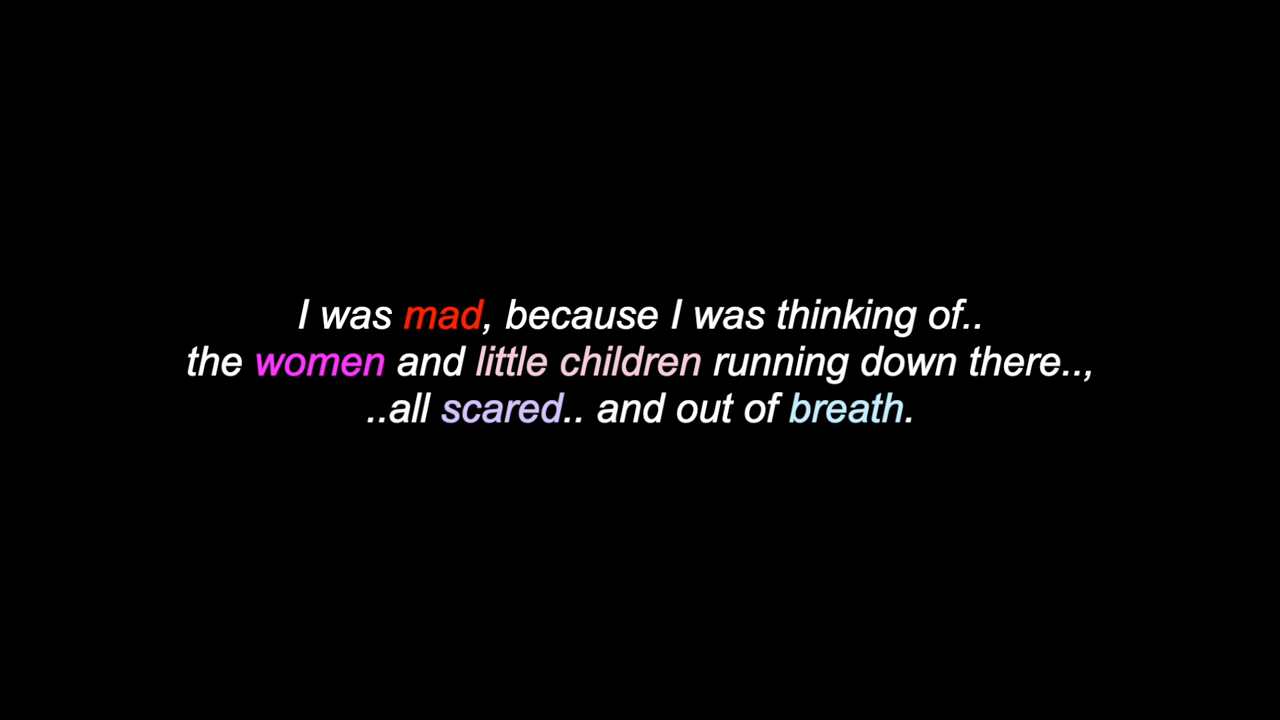 I was mad, because I was thinking of..
the women and little children running down there..,
..all scared.. and out of breath.